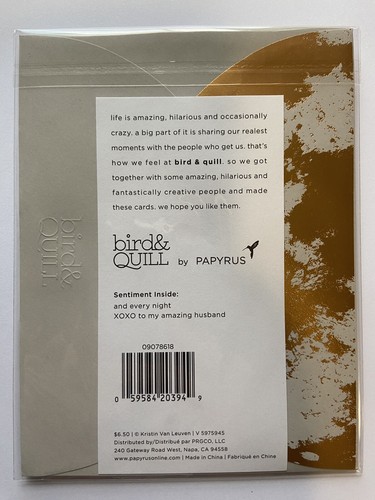 life is amazing, hilarious and occasionally
crazy. a big part of it is sharing our realest
moments with the people who get us. that's
how we feel at bird & quill. so we got
together with some amazing, hilarious and
fantastically creative people and made
these cards. we hope you like them.
bird&
QUILL by PAPYRUS
Sentiment Inside:
and every night
XOXO to my amazing husband
09078618
0 59584 20394 9
$6.50 | © Kristin Van Leuven | V 5975945
Distributed by/Distribué par PRGCO, LLC
240 Gateway Road West, Napa, CA 94558
www.papyrusonline.com | Made in China | Fabriqué en Chine
bird&
QUILL